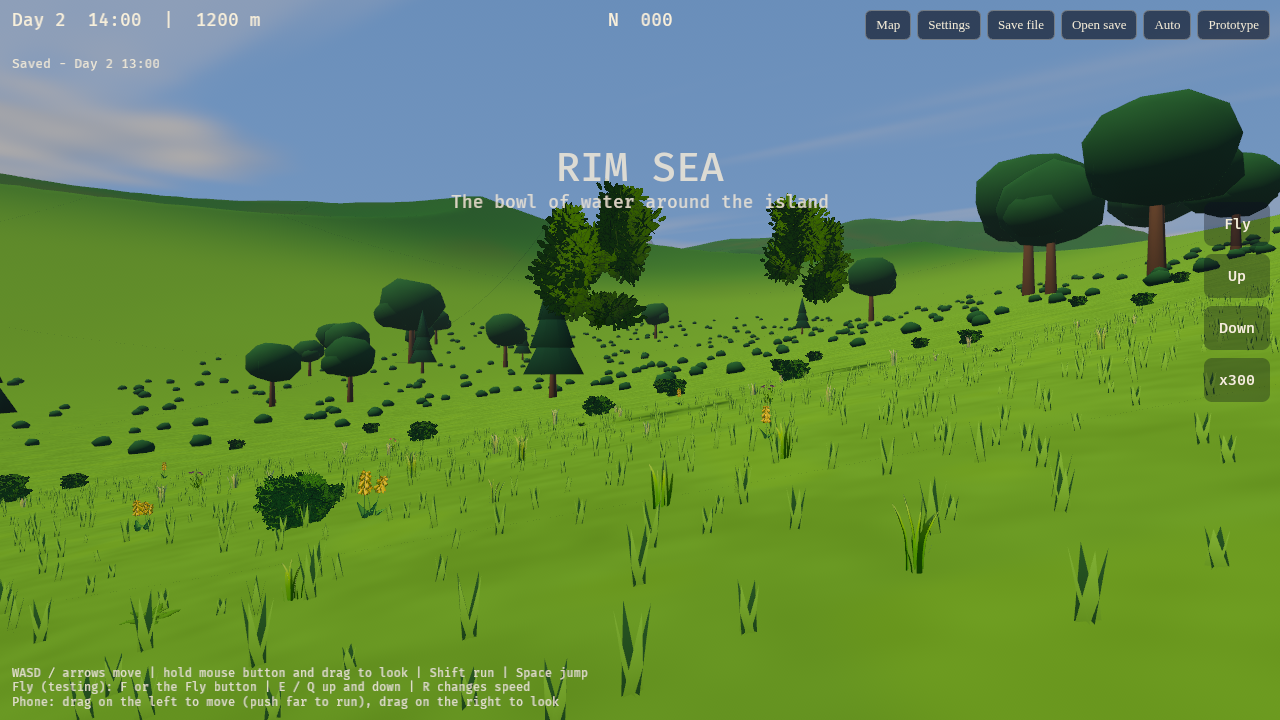 Day 2  14:00  |  1200 m
N  000
Map
Settings
Save file
Open save
Auto
Prototype
Saved - Day 2 13:00
RIM SEA
The bowl of water around the island
Fly
Up
Down
x300
WASD / arrows move | hold mouse button and drag to look | Shift run | Space jump
Fly (testing): F or the Fly button | E / Q up and down | R changes speed
Phone: drag on the left to move (push far to run), drag on the right to look